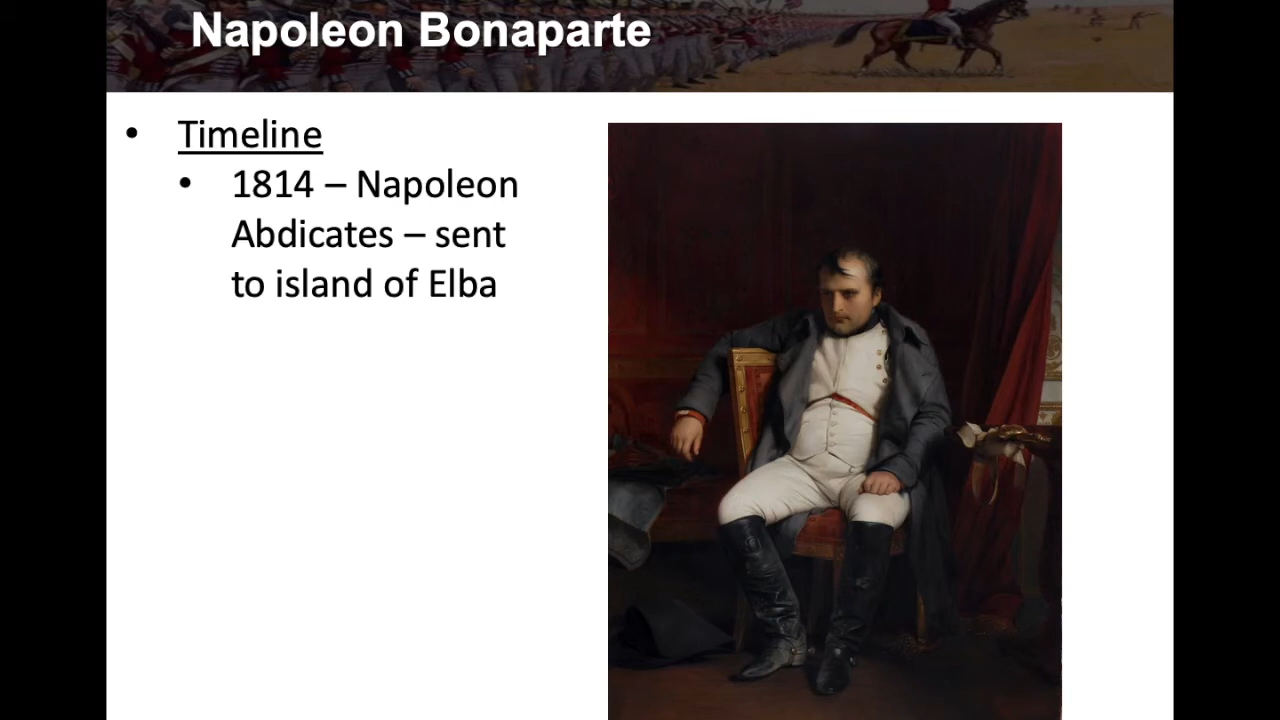 Napoleon Bonaparte
• Timeline
• 1814 – Napoleon
Abdicates – sent
to island of Elba